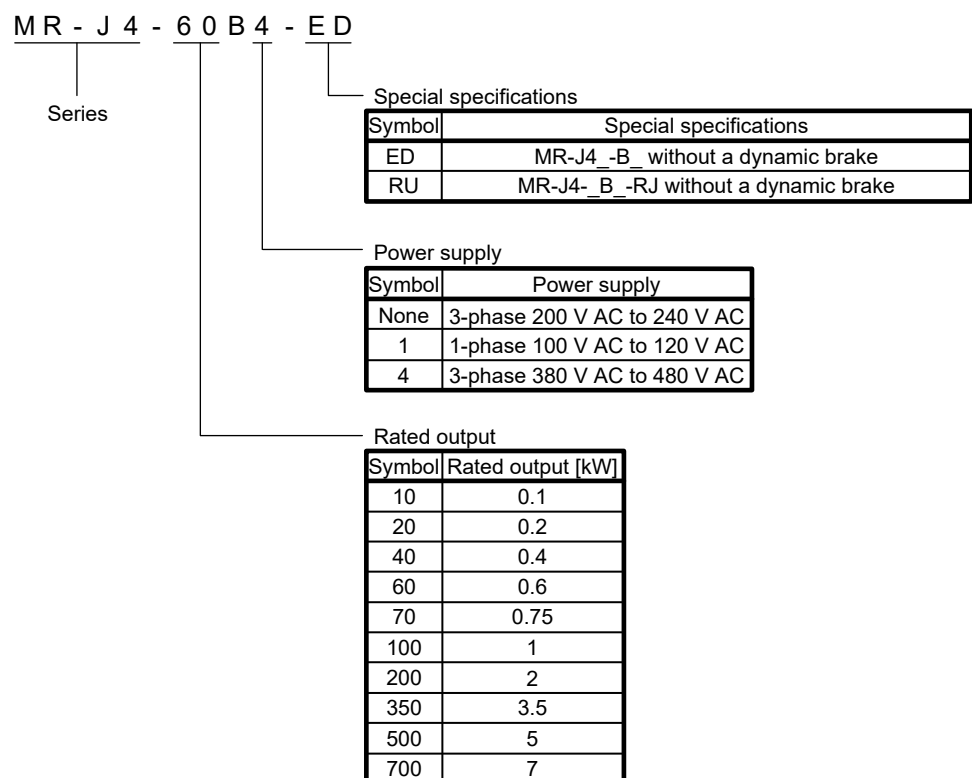 MR-J4-60B4-ED
Series
Special specifications
Symbol Special specifications
ED MR-J4_-B_ without a dynamic brake
RU MR-J4-_B_-RJ without a dynamic brake
Power supply
Symbol Power supply
None 3-phase 200 V AC to 240 V AC
1 1-phase 100 V AC to 120 V AC
4 3-phase 380 V AC to 480 V AC
Rated output
Symbol Rated output [kW]
10 0.1
20 0.2
40 0.4
60 0.6
70 0.75
100 1
200 2
350 3.5
500 5
700 7